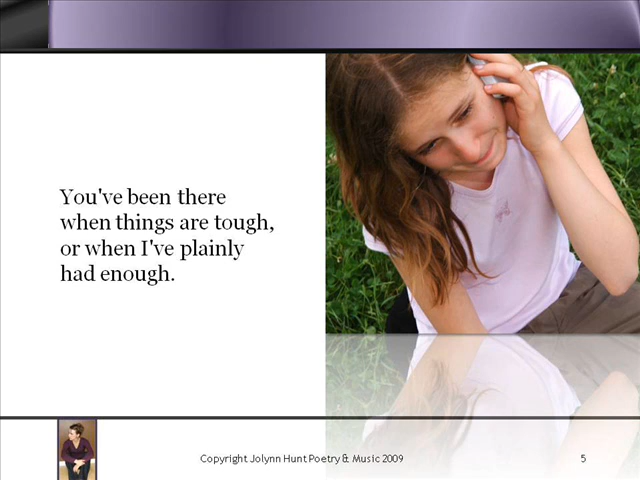 You've been there
when things are tough,
or when I've plainly
had enough.
Copyright Jolynn Hunt Poetry & Music 2009
5